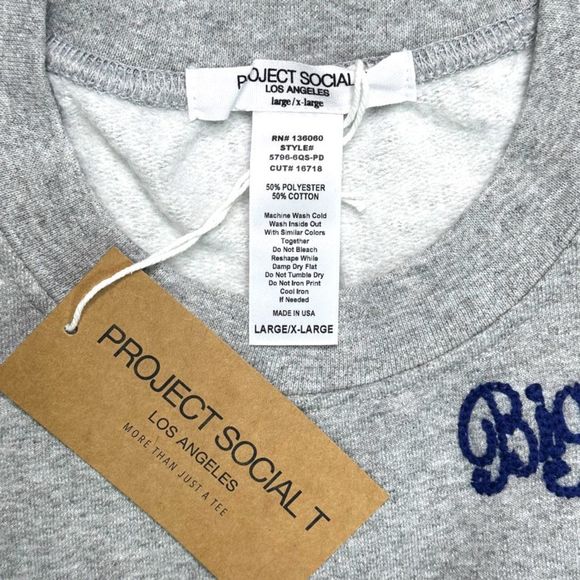 PROJECT SOCIAL
LOS ANGELES
large/x-large
RN# 136060
STYLE#
5796-6QS-PD
CUT# 16718
50% POLYESTER
50% COTTON
Machine Wash Cold
Wash Inside Out
With Similar Colors
Together
Do Not Bleach
Reshape While
Damp Dry Flat
Do Not Tumble Dry
Do Not Iron Print
Cool Iron
If Needed
MADE IN USA
LARGE/X-LARGE
PROJECT SOCIAL T
LOS ANGELES
MORE THAN JUST A TEE
Big